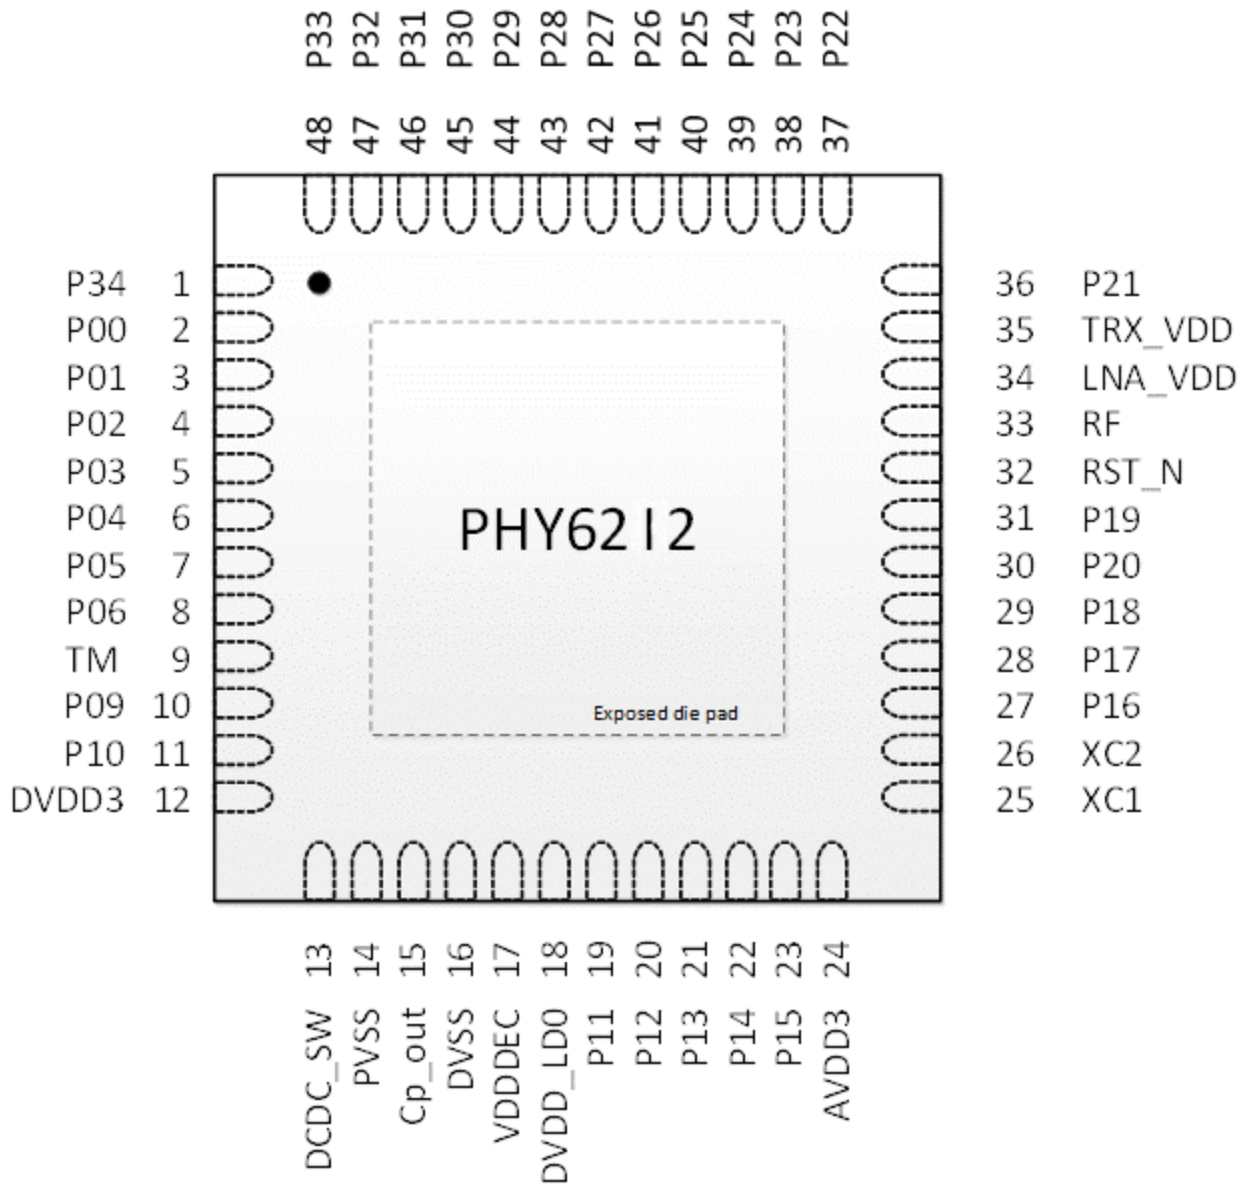 P33 P32 P31 P30 P29 P28 P27 P26 P25 P24 P23 P22
48 47 46 45 44 43 42 41 40 39 38 37
P34 1
P00 2
P01 3
P02 4
P03 5
P04 6
P05 7
P06 8
TM 9
P09 10
P10 11
DVDD3 12
PHY6212
Exposed die pad
36 P21
35 TRX_VDD
34 LNA_VDD
33 RF
32 RST_N
31 P19
30 P20
29 P18
28 P17
27 P16
26 XC2
25 XC1
13 14 15 16 17 18 19 20 21 22 23 24
DCDC_SW PVSS Cp_out DVSS VDDDEC DVDD_LD0 P11 P12 P13 P14 P15 AVDD3